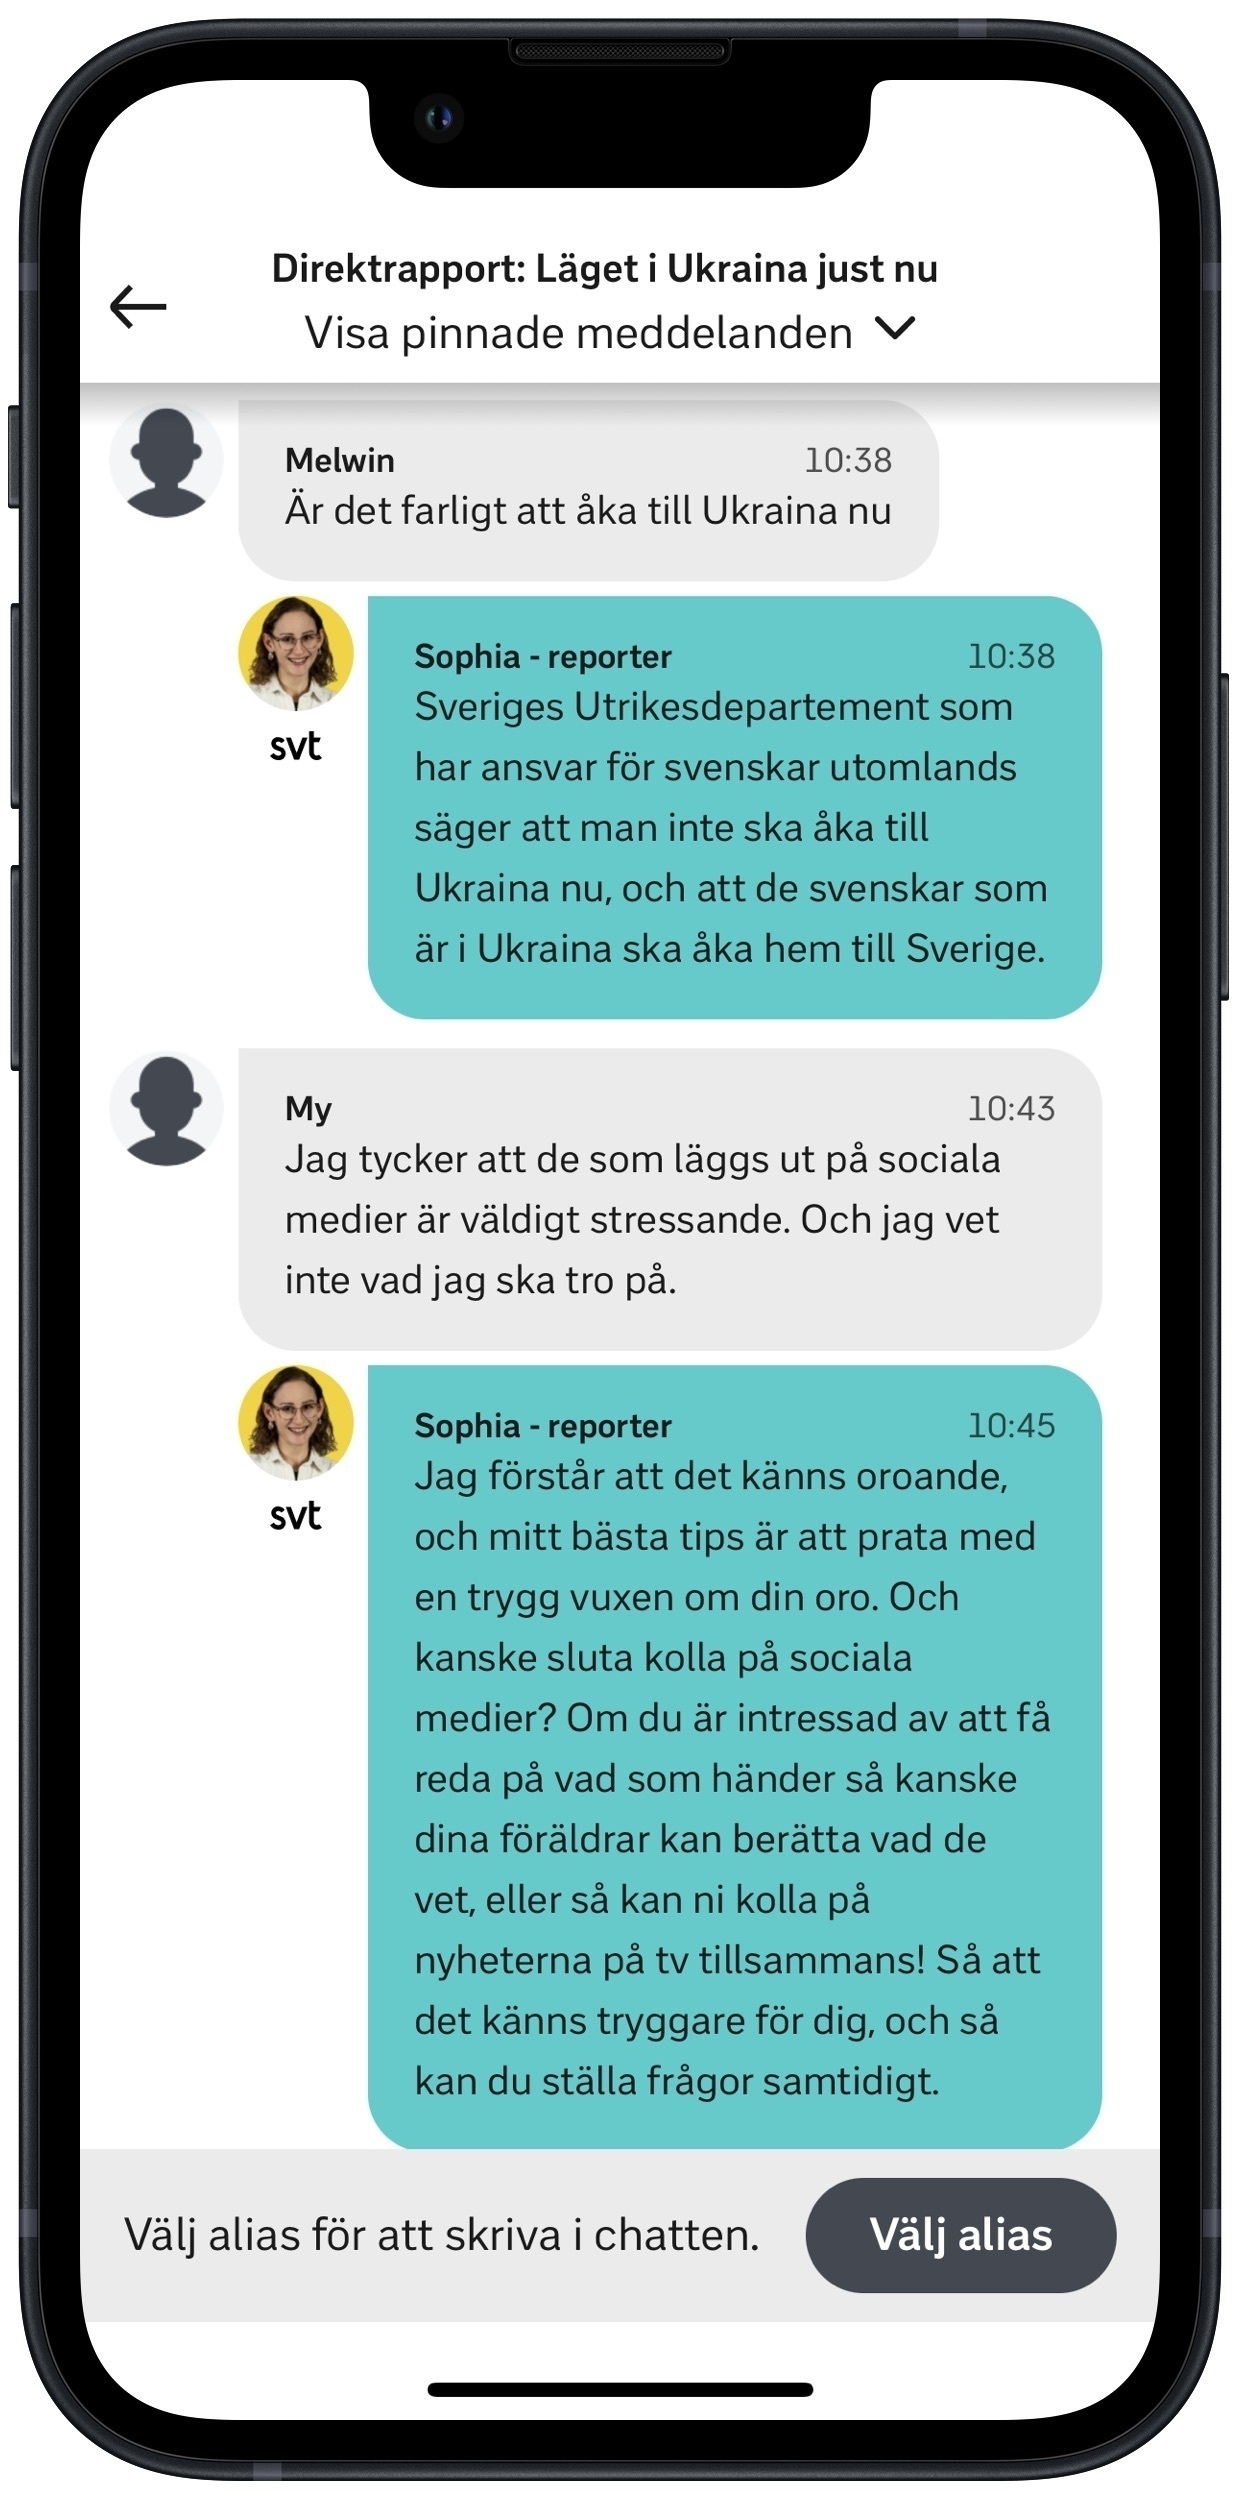 Direktrapport: Läget i Ukraina just nu
Visa pinnade meddelanden
Melwin 10:38
Är det farligt att åka till Ukraina nu
Sophia - reporter 10:38
svt
Sveriges Utrikesdepartement som
har ansvar för svenskar utomlands
säger att man inte ska åka till
Ukraina nu, och att de svenskar som
är i Ukraina ska åka hem till Sverige.
My 10:43
Jag tycker att de som läggs ut på sociala
medier är väldigt stressande. Och jag vet
inte vad jag ska tro på.
Sophia - reporter 10:45
svt
Jag förstår att det känns oroande,
och mitt bästa tips är att prata med
en trygg vuxen om din oro. Och
kanske sluta kolla på sociala
medier? Om du är intressad av att få
reda på vad som händer så kanske
dina föräldrar kan berätta vad de
vet, eller så kan ni kolla på
nyheterna på tv tillsammans! Så att
det känns tryggare för dig, och så
kan du ställa frågor samtidigt.
Välj alias för att skriva i chatten.
Välj alias